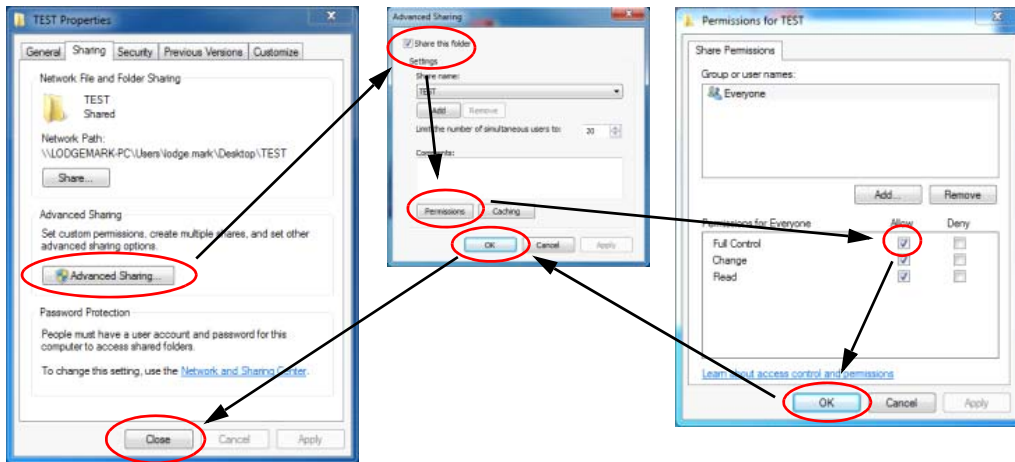 TEST Properties
General Sharing Security Previous Versions Customize
Network File and Folder Sharing
TEST
Shared
Network Path:
\\LODGEMARK-PC\Users\lodge.mark\Desktop\TEST
Share...
Advanced Sharing
Set custom permissions, create multiple shares, and set other
advanced sharing options.
Advanced Sharing...
Password Protection
People must have a user account and password for this
computer to access shared folders.
To change this setting, use the Network and Sharing Center.
Close Cancel Apply
Advanced Sharing
Share this folder
Settings
Share name:
TEST
Add Remove
Limit the number of simultaneous users to: 20
Comments:
Permissions Caching
OK Cancel Apply
Permissions for TEST
Share Permissions
Group or user names:
Everyone
Add... Remove
Permissions for Everyone Allow Deny
Full Control
Change
Read
Learn about access control and permissions
OK Cancel Apply